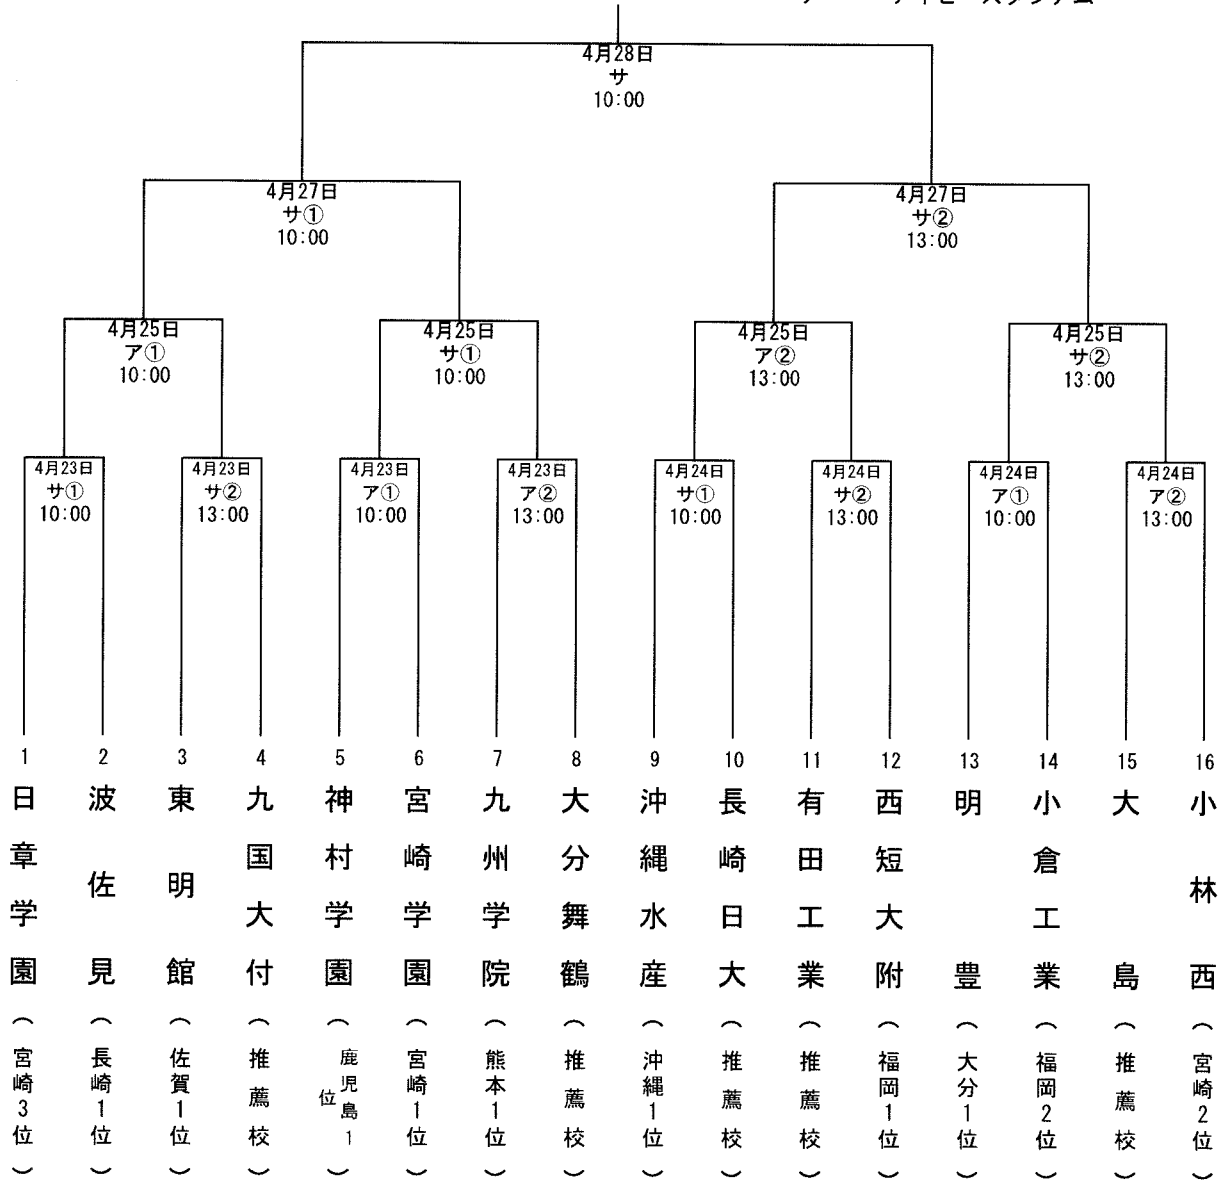 4月28日
サ
10:00
4月27日
サ①
10:00
4月27日
サ②
13:00
4月25日
ア①
10:00
4月25日
サ①
10:00
4月25日
ア②
13:00
4月25日
サ②
13:00
4月23日
サ①
10:00
4月23日
サ②
13:00
4月23日
ア①
10:00
4月23日
ア②
13:00
4月24日
サ①
10:00
4月24日
サ②
13:00
4月24日
ア①
10:00
4月24日
ア②
13:00
1
日章学園
(宮崎3位)
2
波佐見
(長崎1位)
3
東明館
(佐賀1位)
4
九国大付
(推薦校)
5
神村学園
(鹿児島1位)
6
宮崎学園
(宮崎1位)
7
九州学院
(熊本1位)
8
大分舞鶴
(推薦校)
9
沖縄水産
(沖縄1位)
10
長崎日大
(推薦校)
11
有田工業
(推薦校)
12
西短大附
(福岡1位)
13
明豊
(大分1位)
14
小倉工業
(福岡2位)
15
大島
(推薦校)
16
小林西
(宮崎2位)